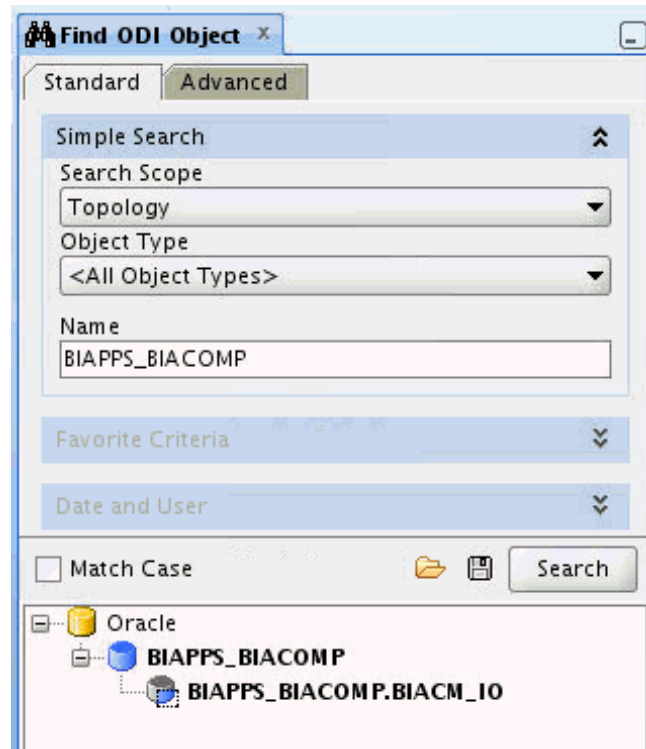 Find ODI Object x
Standard Advanced
Simple Search
Search Scope
Topology
Object Type
<All Object Types>
Name
BIAPPS_BIACOMP
Favorite Criteria
Date and User
Match Case Search
Oracle
BIAPPS_BIACOMP
BIAPPS_BIACOMP.BIACM_IO